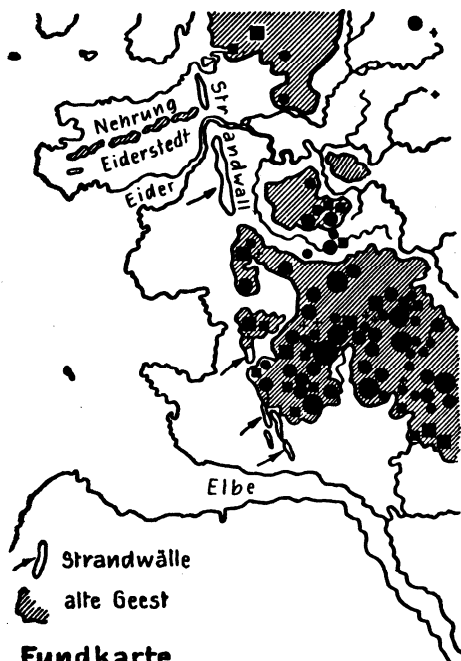 Nehrung
Strandwall
Eiderstedt
Eider
Elbe
Strandwälle
alte Geest
Fundkarte